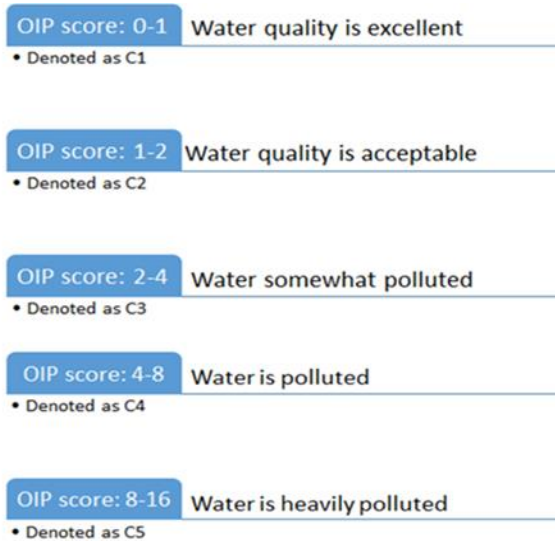 OIP score: 0-1 Water quality is excellent
• Denoted as C1
OIP score: 1-2 Water quality is acceptable
• Denoted as C2
OIP score: 2-4 Water somewhat polluted
• Denoted as C3
OIP score: 4-8 Water is polluted
• Denoted as C4
OIP score: 8-16 Water is heavily polluted
• Denoted as C5